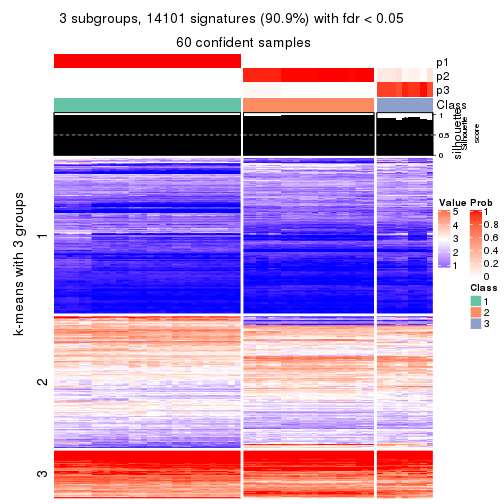 3 subgroups, 14101 signatures (90.9%) with fdr < 0.05
60 confident samples
p1
p2
p3
Class
1
0.5
0
silhouette
Silhouette
score
k-means with 3 groups
1
2
3
Value
5
4
3
2
1
Prob
1
0.8
0.6
0.4
0.2
0
Class
1
2
3